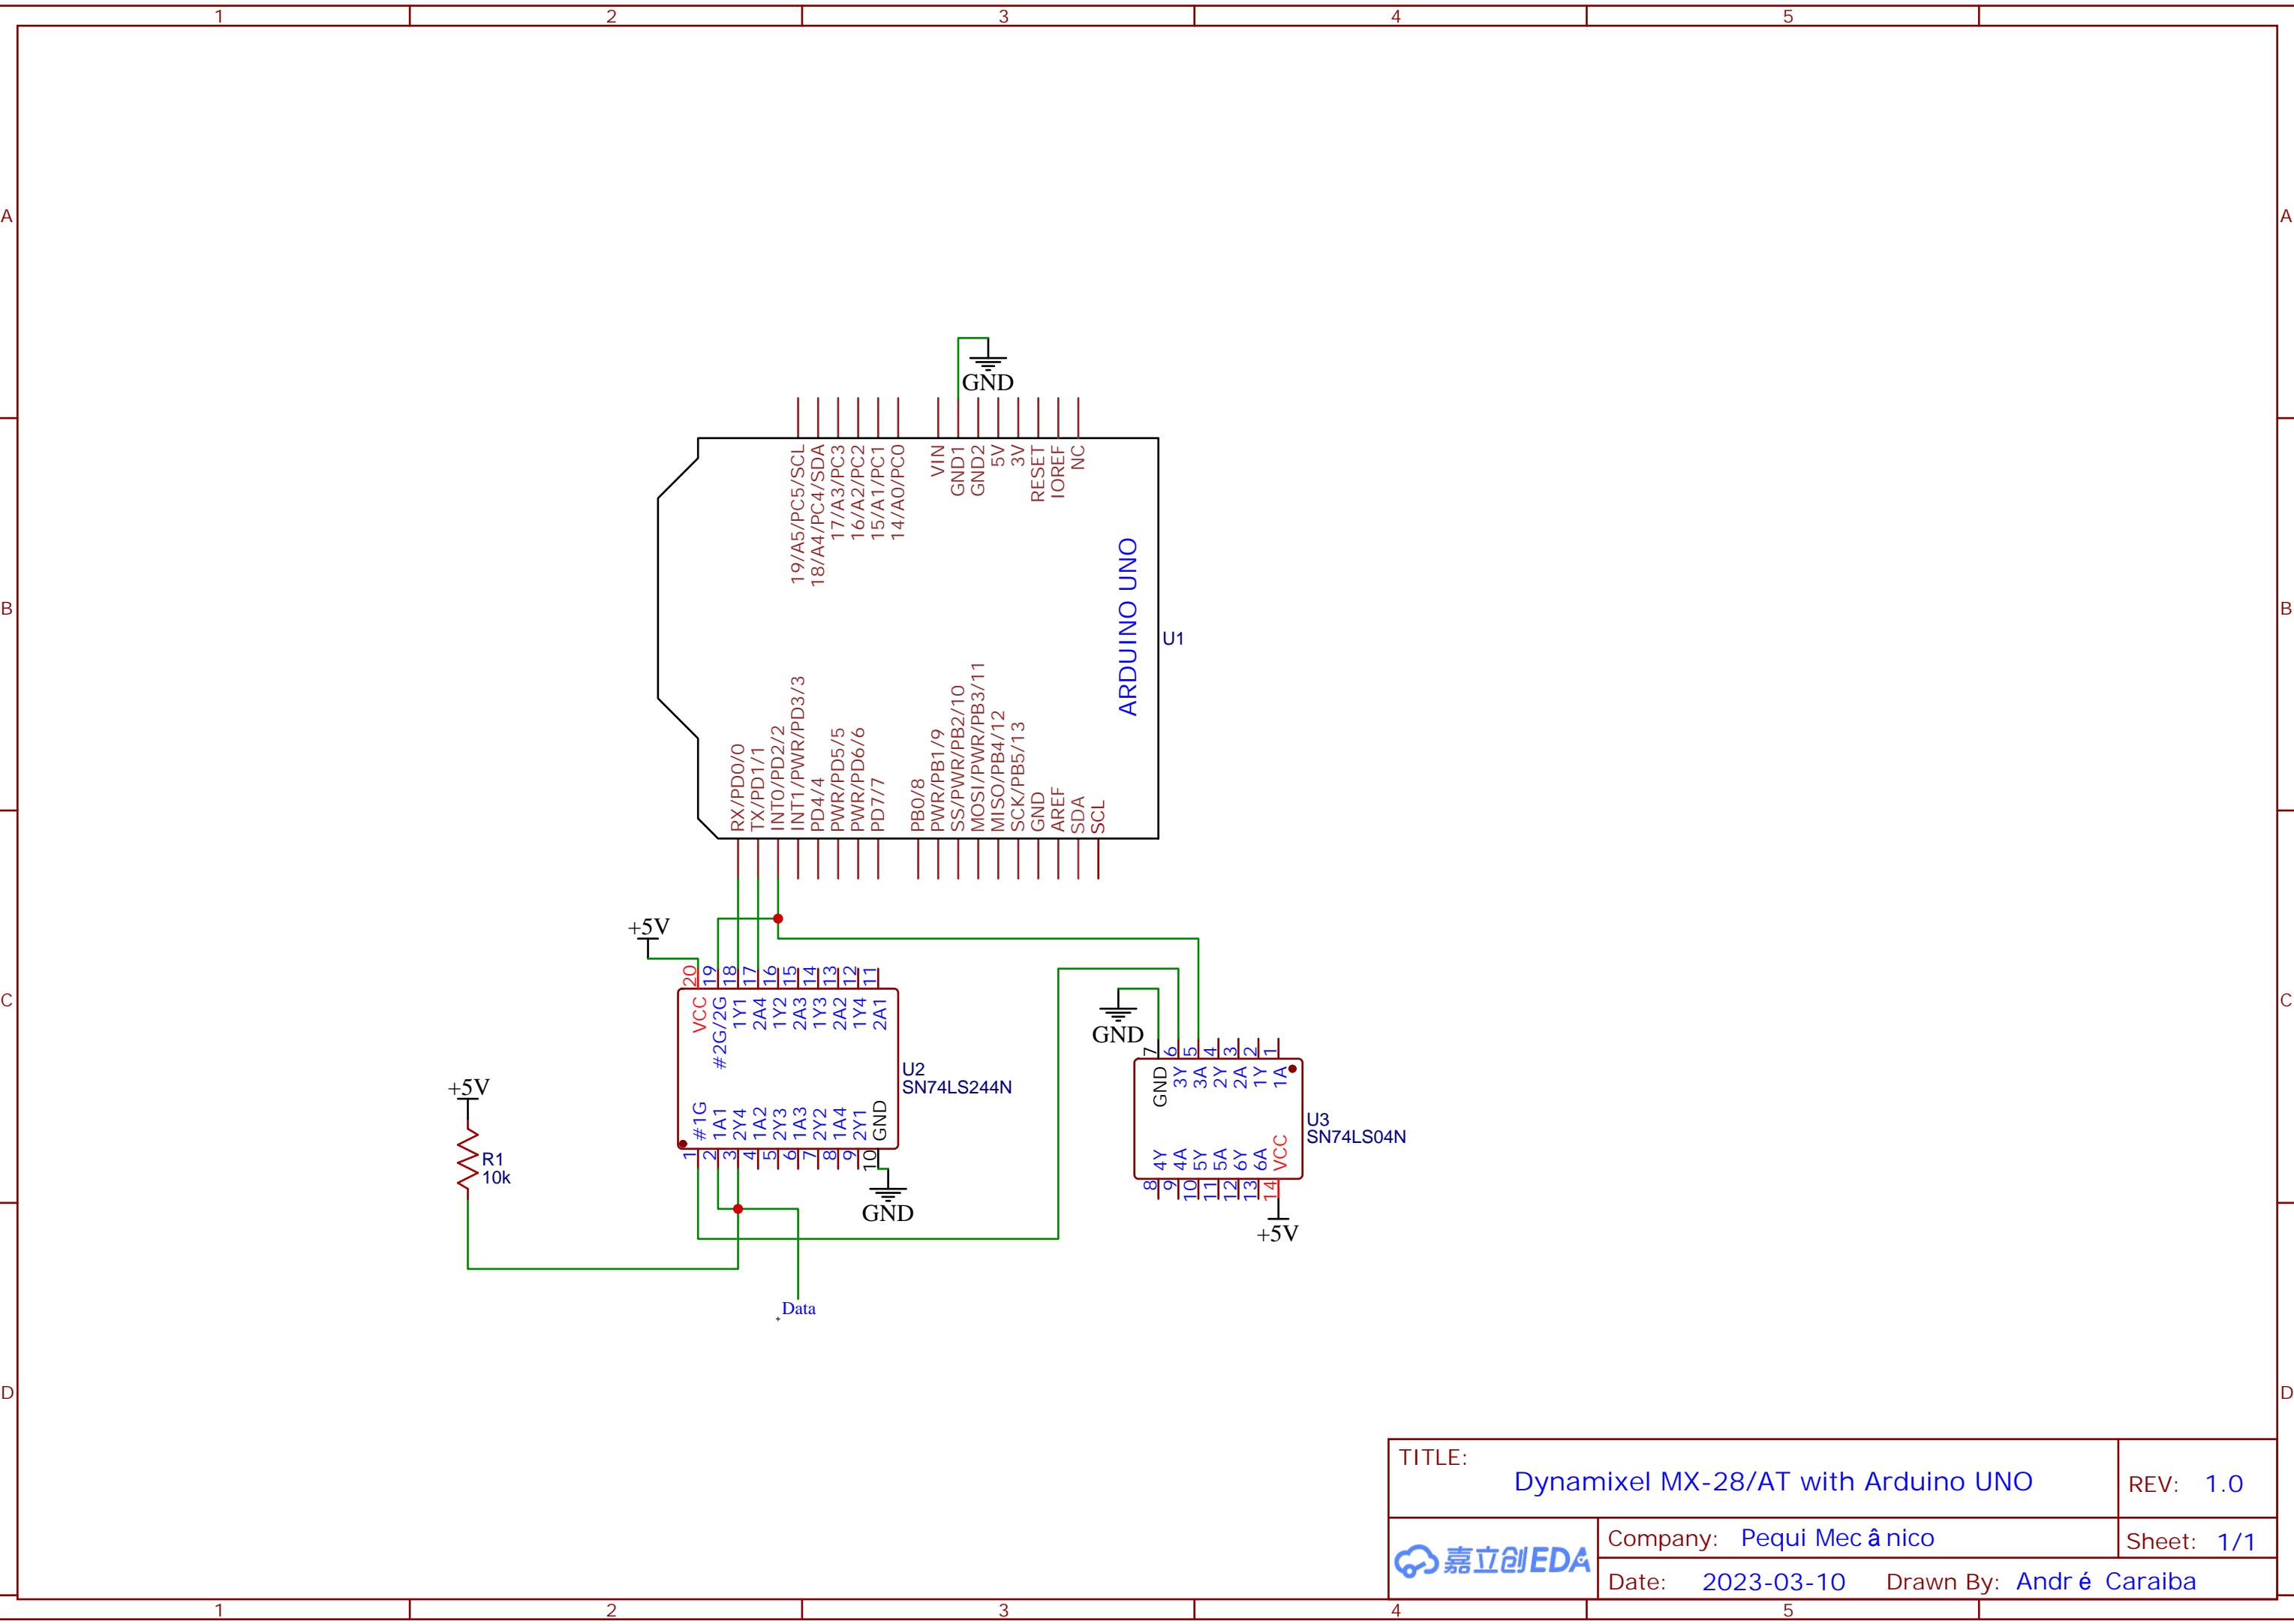 1 2 3 4 5
A A
B B
C C
D D
GND
19/A5/PC5/SCL
18/A4/PC4/SDA
17/A3/PC3
16/A2/PC2
15/A1/PC1
14/A0/PC0
VIN
GND1
GND2
5V
3V
RESET
IOREF
NC
ARDUINO UNO
U1
RX/PD0/0
TX/PD1/1
INT0/PD2/2
INT1/PWR/PD3/3
PD4/4
PWR/PD5/5
PWR/PD6/6
PD7/7
PB0/8
PWR/PB1/9
SS/PWR/PB2/10
MOSI/PWR/PB3/11
MISO/PB4/12
SCK/PB5/13
GND
AREF
SDA
SCL
+5V
20 19 18 17 16 15 14 13 12 11
VCC
#2G/2G
1Y1
2A4
1Y2
2A3
1Y3
2A2
1Y4
2A1
U2
SN74LS244N
#1G
1A1
2Y4
1A2
2Y3
1A3
2Y2
1A4
2Y1
GND
1 2 3 4 5 6 7 8 9 10
GND
+5V
R1
10k
Data
GND
7 6 5 4 3 2 1
GND
3Y
3A
2Y
2A
1Y
1A
U3
SN74LS04N
4Y
4A
5Y
5A
6Y
6A
VCC
8 9 10 11 12 13 14
+5V
TITLE:
Dynamixel MX-28/AT with Arduino UNO
REV: 1.0
嘉立创EDA
Company: Pequi Mecânico
Sheet: 1/1
Date: 2023-03-10 Drawn By: André Caraiba
1 2 3 4 5